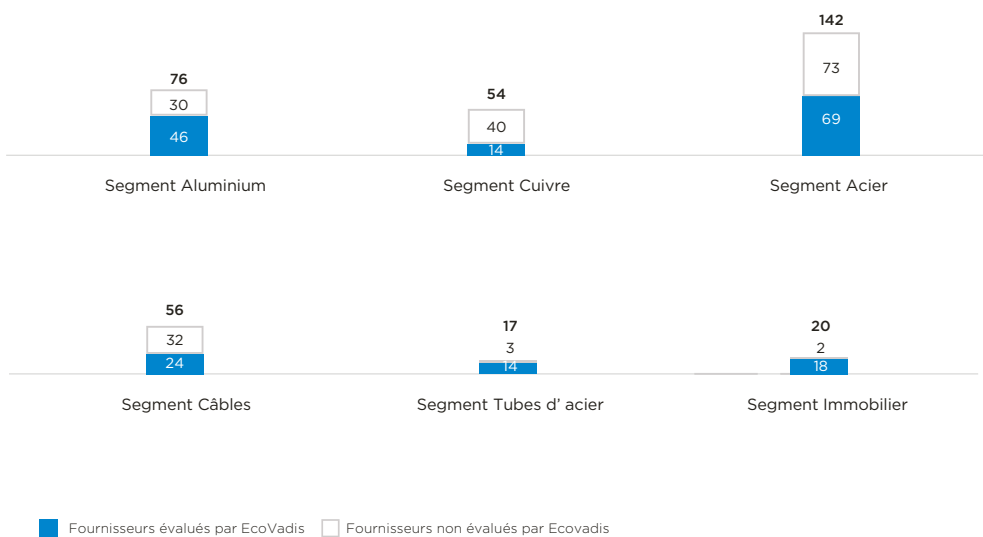 142
73
69
76
30
46
54
40
14
Segment Aluminium
Segment Cuivre
Segment Acier
56
32
24
17
3
14
20
2
18
Segment Câbles
Segment Tubes d' acier
Segment Immobilier
Fournisseurs évalués par EcoVadis
Fournisseurs non évalués par Ecovadis